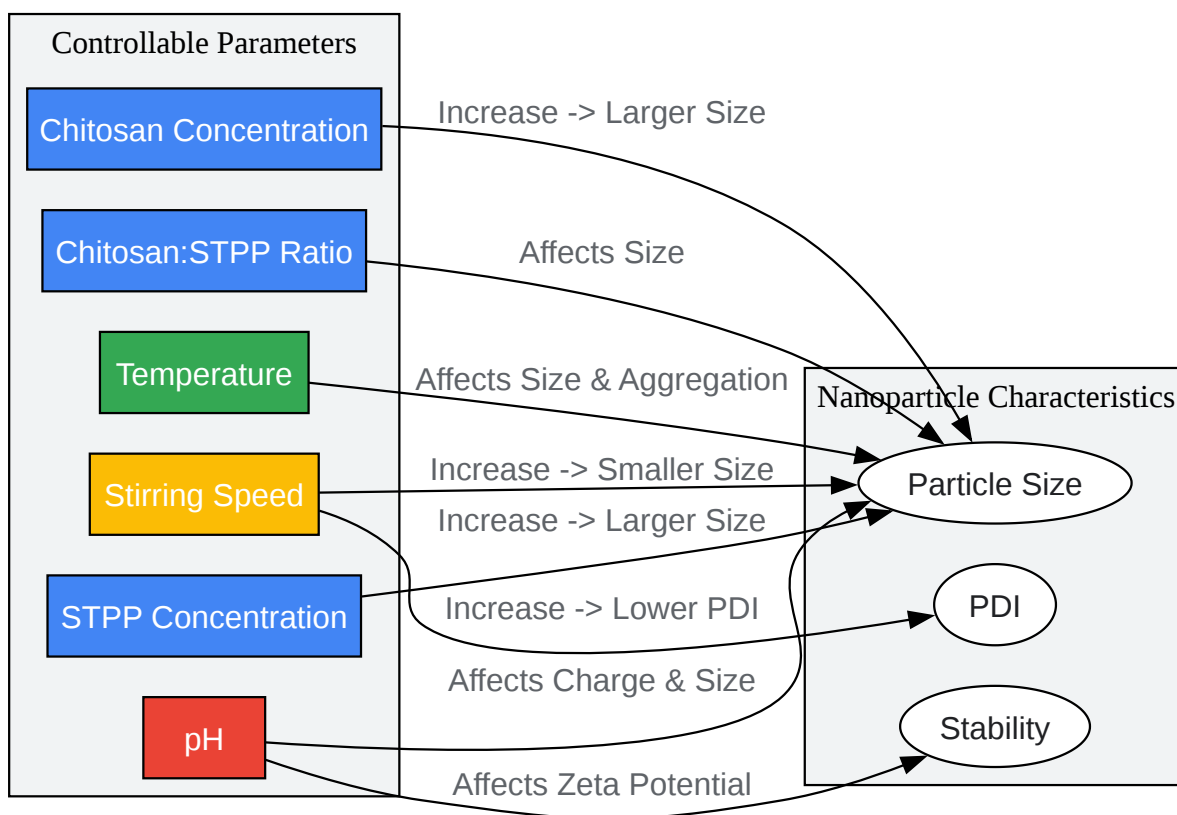 Controllable Parameters
Chitosan Concentration
Increase -> Larger Size
Chitosan:STPP Ratio
Affects Size
Temperature
Affects Size & Aggregation
Nanoparticle Characteristics
Stirring Speed
Increase -> Smaller Size
Particle Size
Increase -> Larger Size
STPP Concentration
Increase -> Lower PDI
PDI
Affects Charge & Size
pH
Stability
Affects Zeta Potential